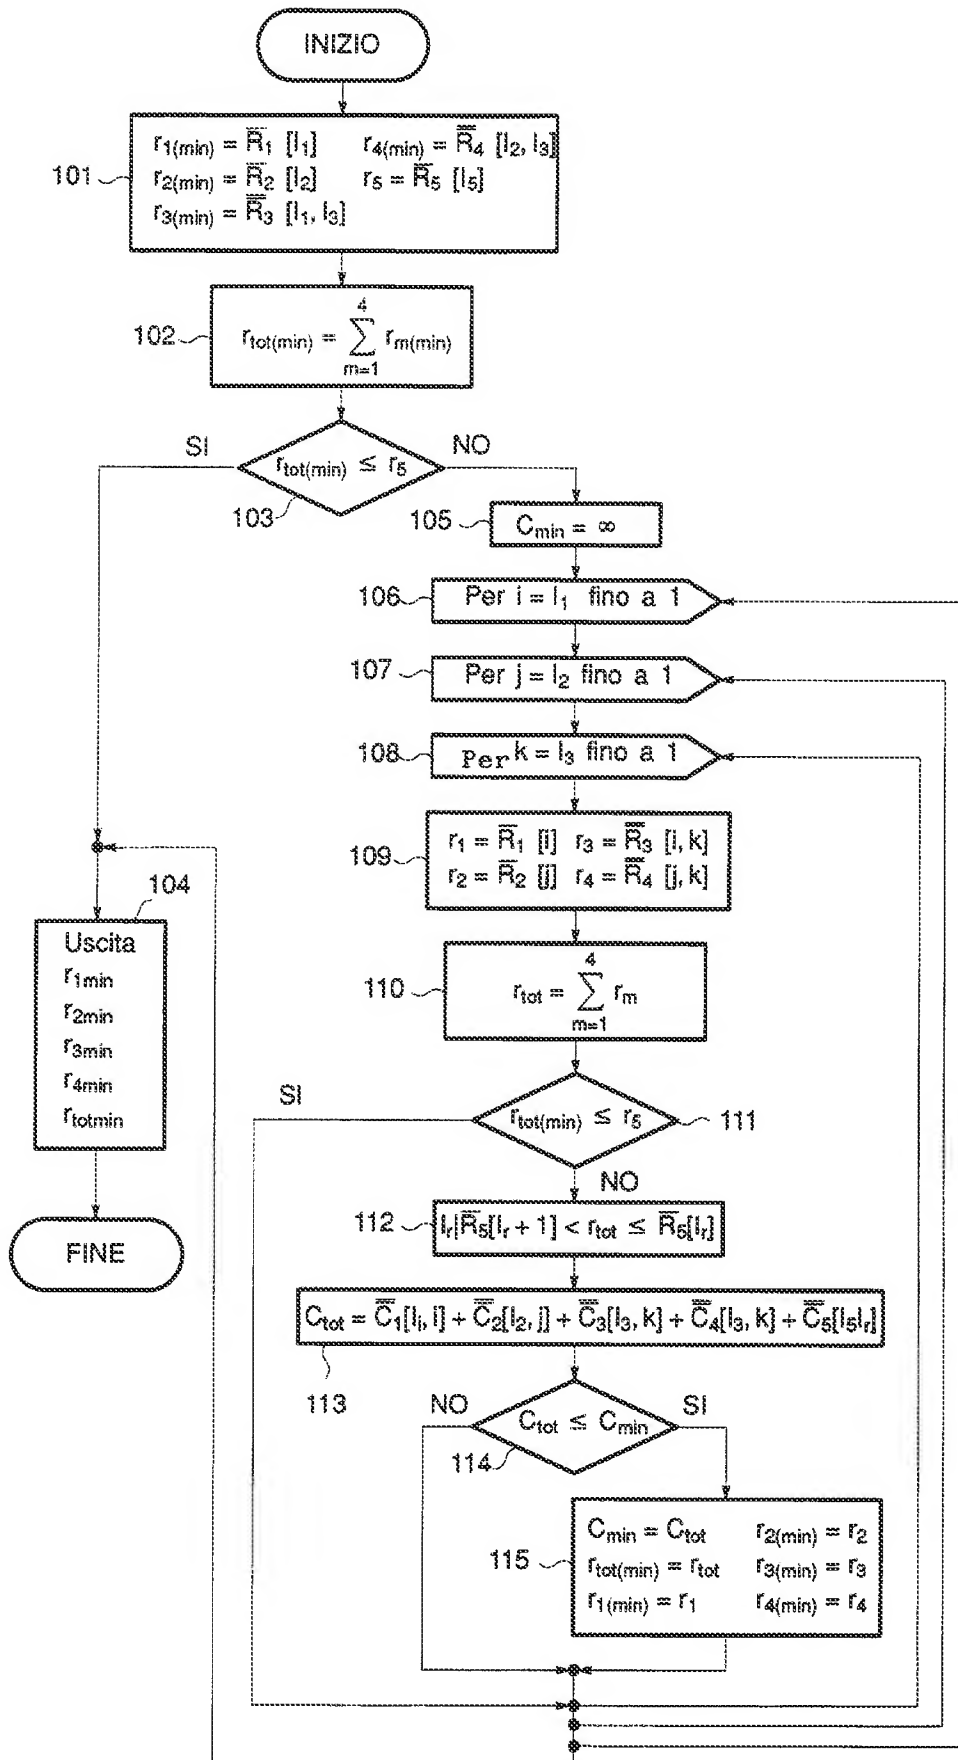 INIZIO
r1(min) = R̅1 [l1] r4(min) = R̿4 [l2, l3]
101 r2(min) = R̅2 [l2] r5 = R̿5 [l5]
r3(min) = R̿3 [l1, l3]
102 rtot(min) = ∑ m=1 4 rm(min)
SI rtot(min) ≤ r5 NO
103
105 Cmin = ∞
106 Per i = l1 fino a 1
107 Per j = l2 fino a 1
108 Per k = l3 fino a 1
109 r1 = R̅1 [i] r3 = R̿3 [i, k]
r2 = R̅2 [j] r4 = R̿4 [j, k]
104
Uscita
r1min
r2min
r3min
r4min
rtotmin
FINE
110 rtot = ∑ m=1 4 rm
SI rtot(min) ≤ r5 111
NO
112 lr|R̅5[lr + 1] < rtot ≤ R̅5[lr]
Ctot = C̿1[li, i] + C̿2[l2, j] + C̿3[l3, k] + C̿4[l3, k] + C̿5[l5lr]
113
NO Ctot ≤ Cmin SI
114
Cmin = Ctot r2(min) = r2
115 rtot(min) = rtot r3(min) = r3
r1(min) = r1 r4(min) = r4